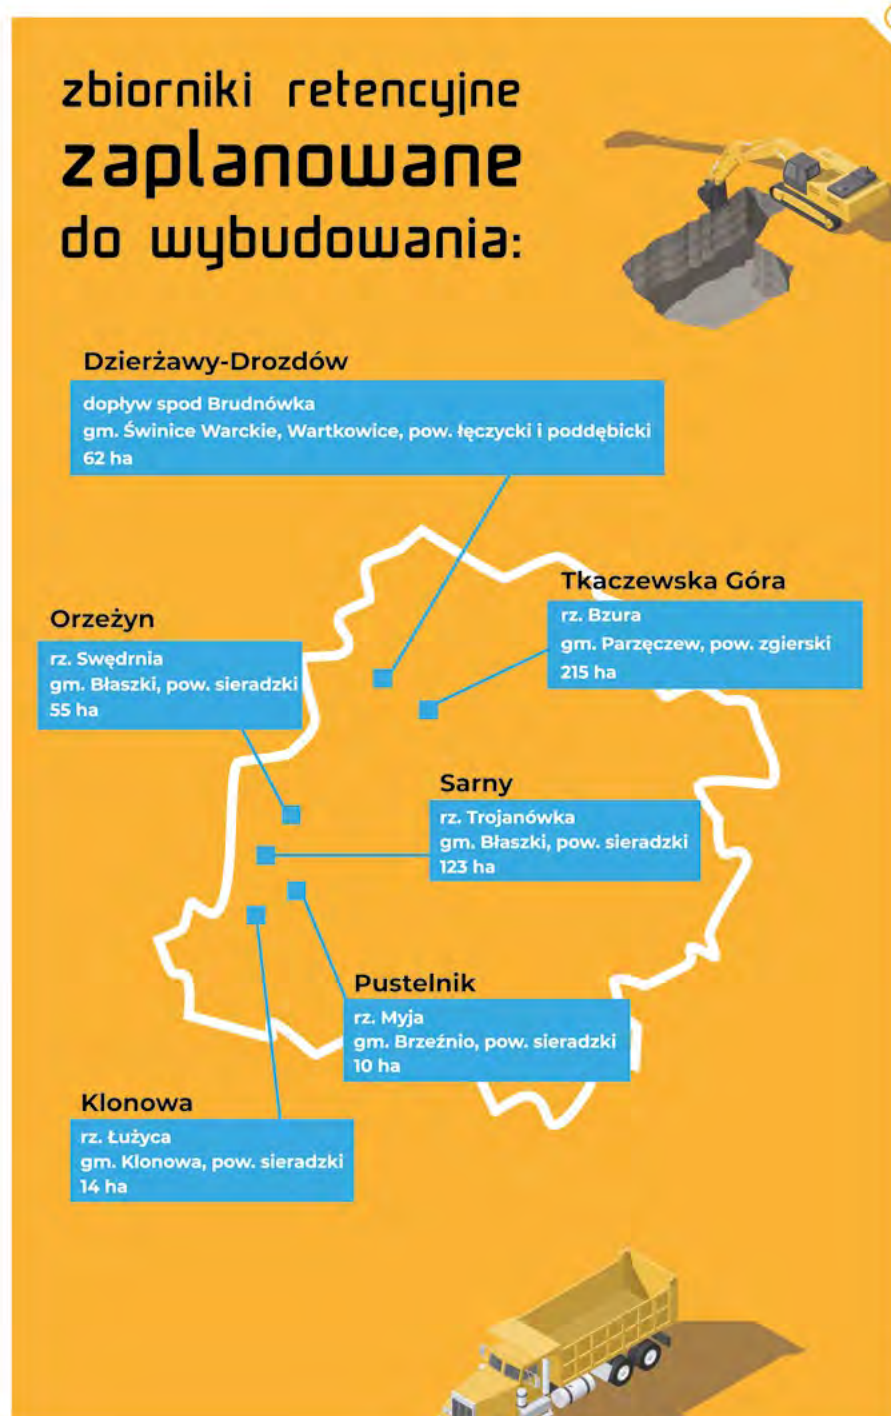 zbiorniki retencyjne
zaplanowane
do wybudowania:
Dzierżawy-Drozdów
dopływ spod Brudnówka
gm. Świnice Warckie, Wartkowice, pow. łęczycki i poddębicki
62 ha
Tkaczewska Góra
rz. Bzura
gm. Parzęczew, pow. zgierski
215 ha
Orzeżyn
rz. Swędrnia
gm. Błaszki, pow. sieradzki
55 ha
Sarny
rz. Trojanówka
gm. Błaszki, pow. sieradzki
123 ha
Pustelnik
rz. Myja
gm. Brzeźnio, pow. sieradzki
10 ha
Klonowa
rz. Łużyca
gm. Klonowa, pow. sieradzki
14 ha